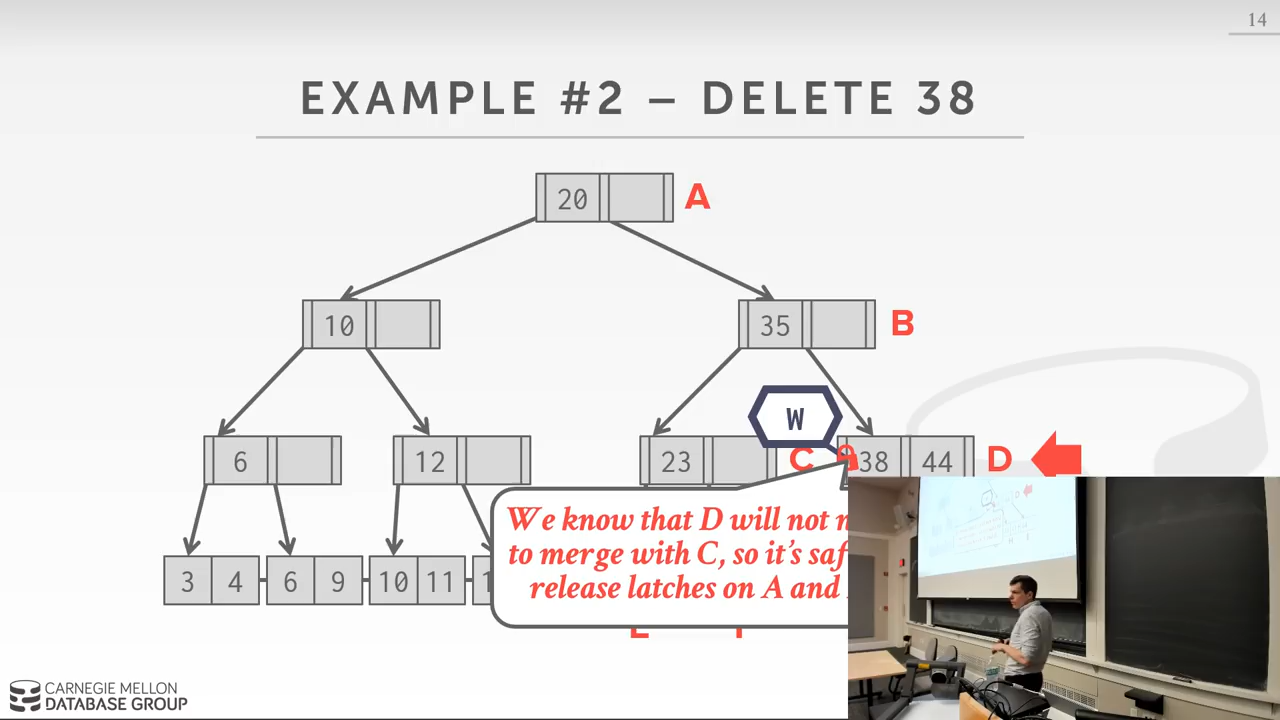 14
EXAMPLE #2 – DELETE 38
20 A
10
35 B
W
6
12
23 C
38 44 D
We know that D will not
to merge with C, so it's
release latches on A and
3 4
6 9
10 11
CARNEGIE MELLON
DATABASE GROUP